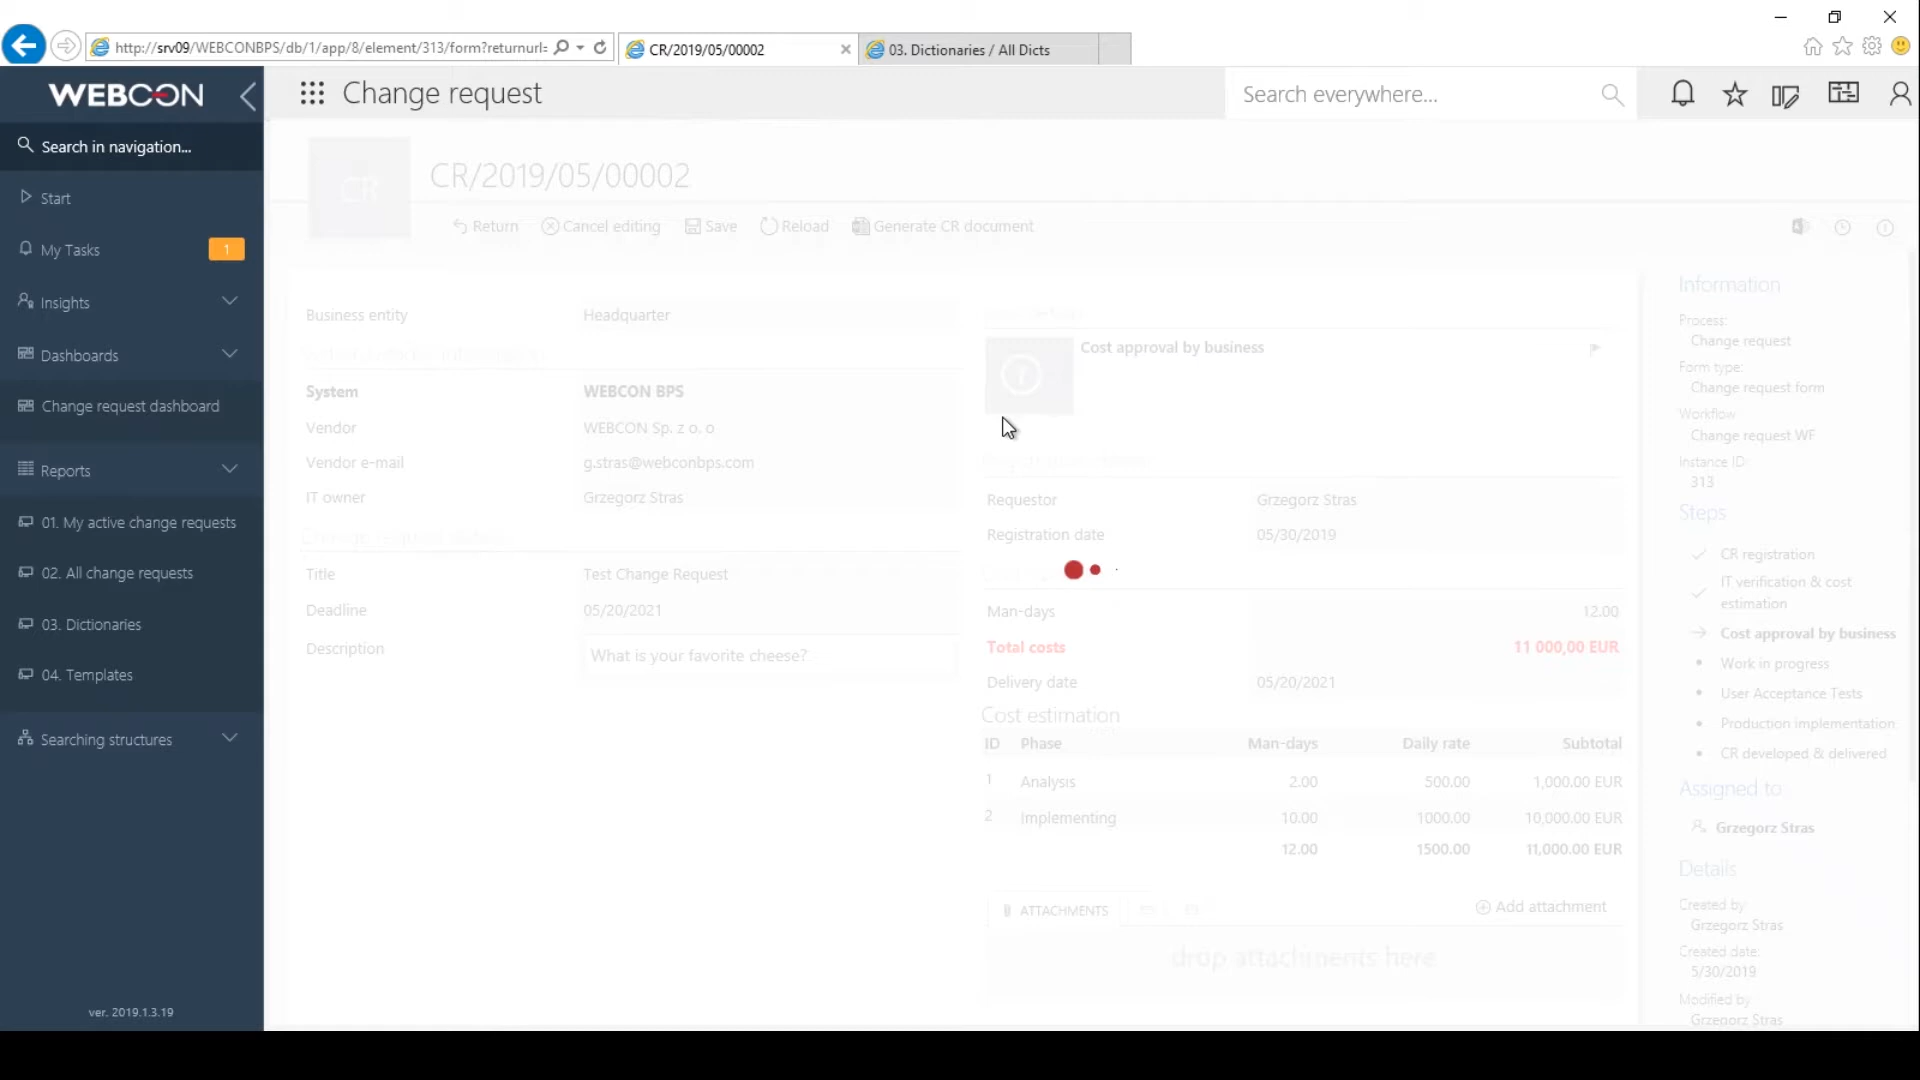 http://srv09/WEBCONBPS/db/1/app/8/element/313/form?returnurl=
CR/2019/05/00002
03. Dictionaries / All Dicts
WEBCON
Change request
Search everywhere...
Search in navigation...
Start
My Tasks
1
Insights
Dashboards
Change request dashboard
Reports
01. My active change requests
02. All change requests
03. Dictionaries
04. Templates
Searching structures
ver. 2019.1.3.19
CR
CR/2019/05/00002
Return
Cancel editing
Save
Reload
Generate CR document
Business entity
Headquarter
System
WEBCON BPS
Vendor
WEBCON Sp. z o. o
Vendor e-mail
g.stras@webconbps.com
IT owner
Grzegorz Stras
Change request details
Title
Test Change Request
Deadline
05/20/2021
Description
What is your favorite cheese?
Cost approval by business
Requestor
Grzegorz Stras
Registration date
05/30/2019
Man-days
12.00
Total costs
11 000,00 EUR
Delivery date
05/20/2021
Cost estimation
ID Phase Man-days Daily rate Subtotal
1 Analysis 2.00 500.00 1,000.00 EUR
2 Implementing 10.00 1000.00 10,000.00 EUR
12.00 1500.00 11,000.00 EUR
ATTACHMENTS
Add attachment
drop attachments here
Information
Process:
Change request
Form type:
Change request form
Workflow
Change request WF
Instance ID:
313
Steps
CR registration
IT verification & cost
estimation
Cost approval by business
Work in progress
User Acceptance Tests
Production implementation
CR developed & delivered
Assigned to
Grzegorz Stras
Details
Created by:
Grzegorz Stras
Created date:
5/30/2019
Modified by
Grzegorz Stras